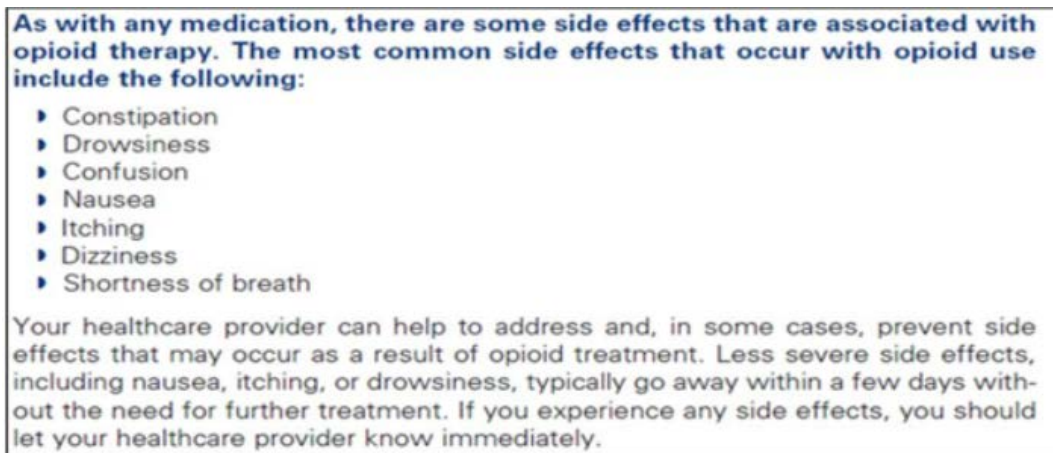 As with any medication, there are some side effects that are associated with
opioid therapy. The most common side effects that occur with opioid use
include the following:
Constipation
Drowsiness
Confusion
Nausea
Itching
Dizziness
Shortness of breath
Your healthcare provider can help to address and, in some cases, prevent side
effects that may occur as a result of opioid treatment. Less severe side effects,
including nausea, itching, or drowsiness, typically go away within a few days with-
out the need for further treatment. If you experience any side effects, you should
let your healthcare provider know immediately.